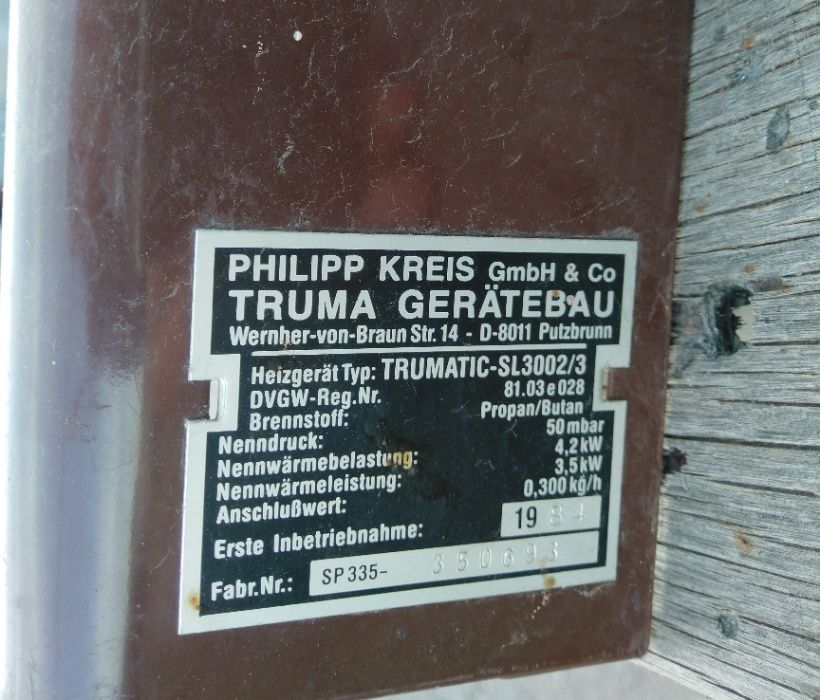 PHILIPP KREIS GmbH & Co
TRUMA GERÄTEBAU
Wernher-von-Braun Str. 14 - D-8011 Putzbrunn
Heizgerät Typ: TRUMATIC-SL3002/3
DVGW-Reg.Nr. 81.03 e 028
Brennstoff: Propan/Butan
Nenndruck: 50 mbar
Nennwärmebelastung: 4,2 kW
Nennwärmeleistung: 3,5 kW
Anschlußwert: 0,300 kg/h
Erste Inbetriebnahme: 1984
Fabr.Nr.: SP335- 350693